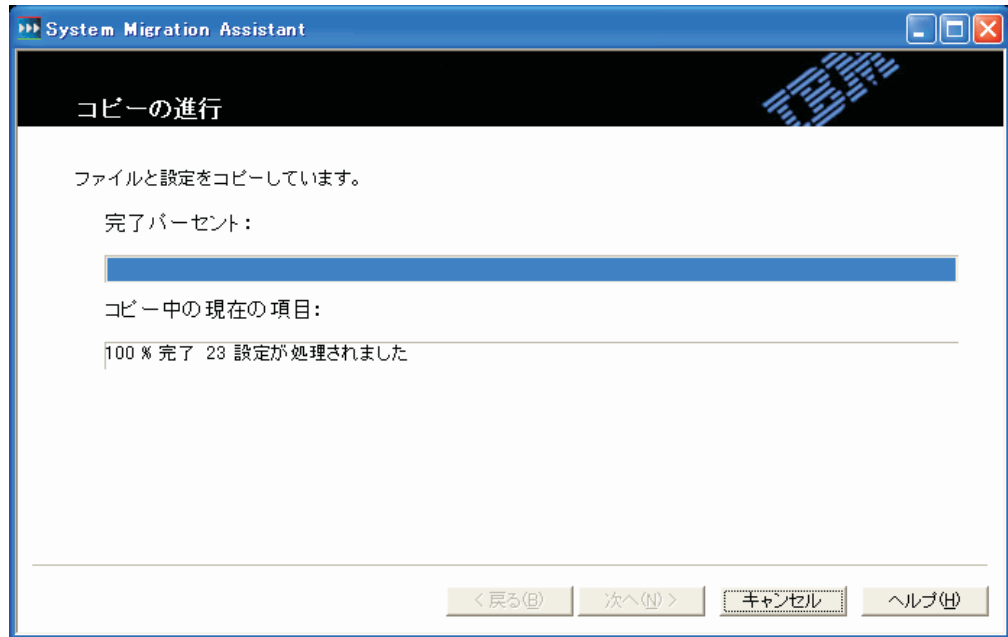 System Migration Assistant
IBM
コピーの進行
ファイルと設定をコピーしています。
完了パーセント:
コピー中の現在の項目:
100 % 完了 23 設定が処理されました
< 戻る(B) 次へ(N) > キャンセル ヘルプ(H)